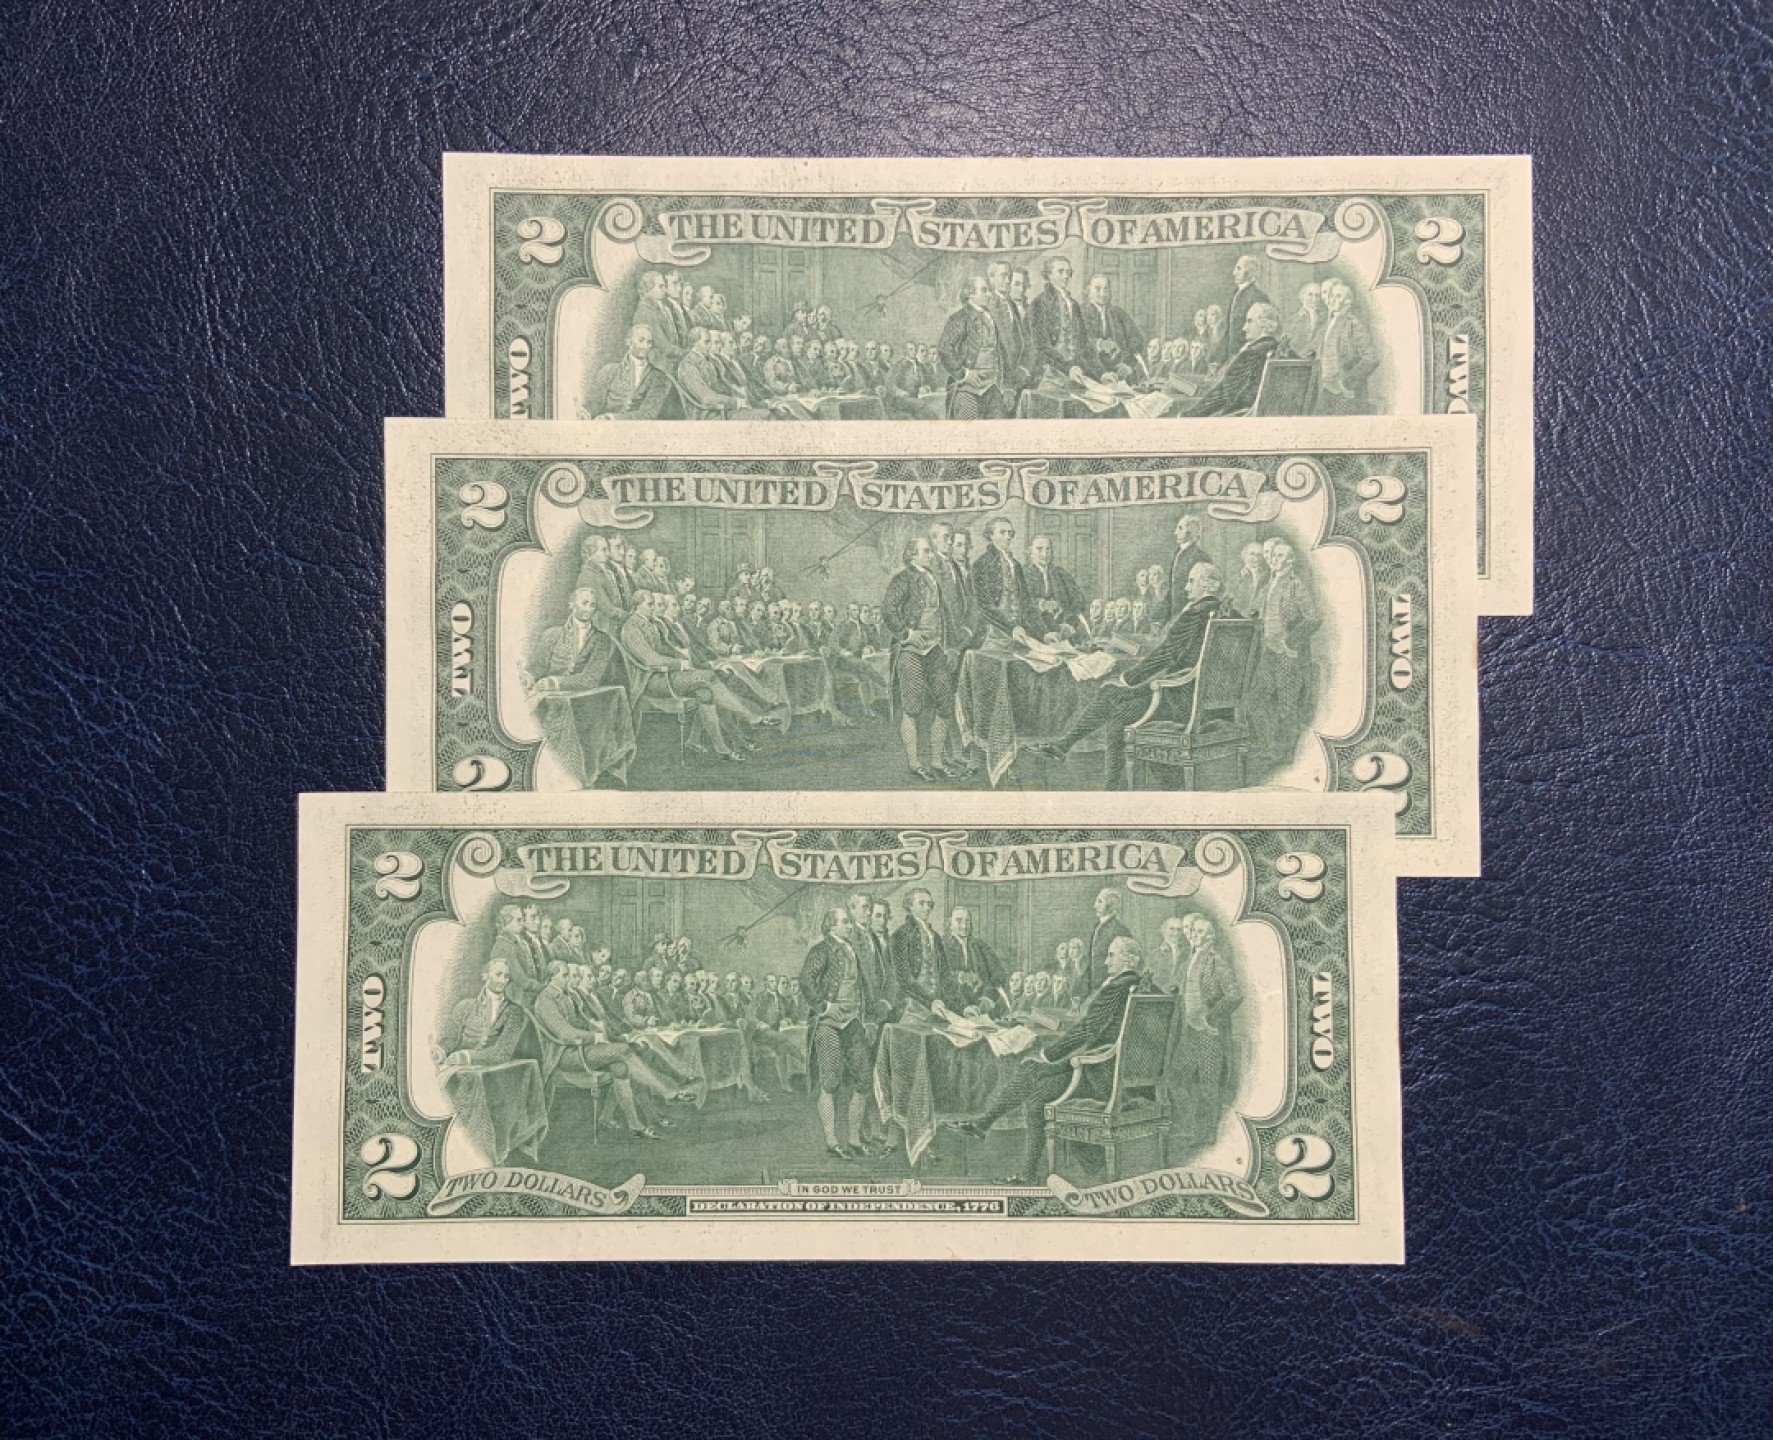 2 THE UNITED STATES OF AMERICA 2
TWO TWO
2 THE UNITED STATES OF AMERICA 2
TWO TWO
2 2
2 THE UNITED STATES OF AMERICA 2
TWO TWO
2 2
TWO DOLLARS IN GOD WE TRUST TWO DOLLARS
DECLARATION OF INDEPENDENCE, 1776